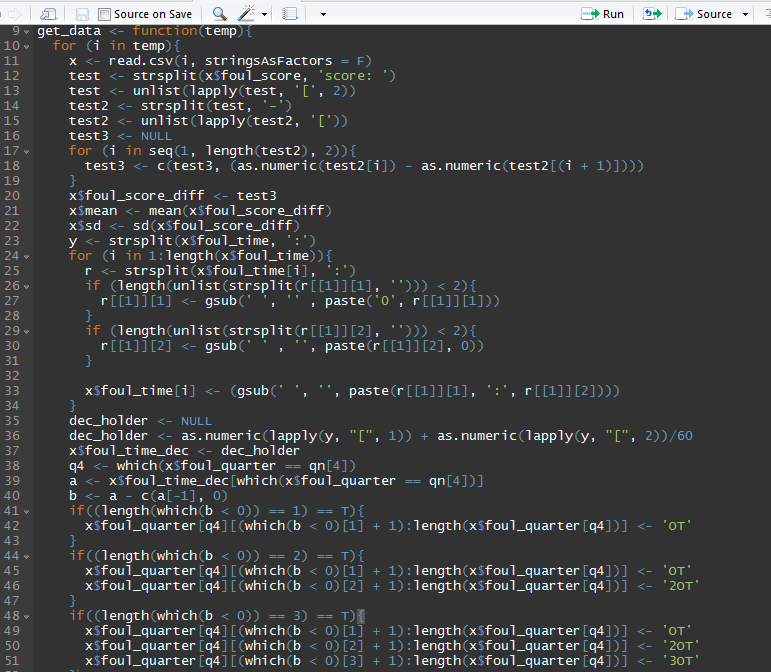 Source on Save Run Source
9 get_data <- function(temp){
10 for (i in temp){
11 x <- read.csv(i, stringsAsFactors = F)
12 test <- strsplit(x$foul_score, 'score: ')
13 test <- unlist(lapply(test, '[', 2))
14 test2 <- strsplit(test, '-')
15 test2 <- unlist(lapply(test2, '['))
16 test3 <- NULL
17 for (i in seq(1, length(test2), 2)){
18 test3 <- c(test3, (as.numeric(test2[i]) - as.numeric(test2[(i + 1)])))
19 }
20 x$foul_score_diff <- test3
21 x$mean <- mean(x$foul_score_diff)
22 x$sd <- sd(x$foul_score_diff)
23 y <- strsplit(x$foul_time, ':')
24 for (i in 1:length(x$foul_time)){
25 r <- strsplit(x$foul_time[i], ':')
26 if (length(unlist(strsplit(r[[1]][1], ''))) < 2){
27 r[[1]][1] <- gsub(' ', '' , paste('0', r[[1]][1]))
28 }
29 if (length(unlist(strsplit(r[[1]][2], ''))) < 2){
30 r[[1]][2] <- gsub(' ' , '', paste(r[[1]][2], 0))
31 }
32
33 x$foul_time[i] <- (gsub(' ', '', paste(r[[1]][1], ':', r[[1]][2])))
34 }
35 dec_holder <- NULL
36 dec_holder <- as.numeric(lapply(y, "[", 1)) + as.numeric(lapply(y, "[", 2))/60
37 x$foul_time_dec <- dec_holder
38 q4 <- which(x$foul_quarter == qn[4])
39 a <- x$foul_time_dec[which(x$foul_quarter == qn[4])]
40 b <- a - c(a[-1], 0)
41 if((length(which(b < 0)) == 1) == T){
42 x$foul_quarter[q4][(which(b < 0)[1] + 1):length(x$foul_quarter[q4])] <- 'OT'
43 }
44 if((length(which(b < 0)) == 2) == T){
45 x$foul_quarter[q4][(which(b < 0)[1] + 1):length(x$foul_quarter[q4])] <- 'OT'
46 x$foul_quarter[q4][(which(b < 0)[2] + 1):length(x$foul_quarter[q4])] <- '2OT'
47 }
48 if((length(which(b < 0)) == 3) == T){
49 x$foul_quarter[q4][(which(b < 0)[1] + 1):length(x$foul_quarter[q4])] <- 'OT'
50 x$foul_quarter[q4][(which(b < 0)[2] + 1):length(x$foul_quarter[q4])] <- '2OT'
51 x$foul_quarter[q4][(which(b < 0)[3] + 1):length(x$foul_quarter[q4])] <- '3OT'